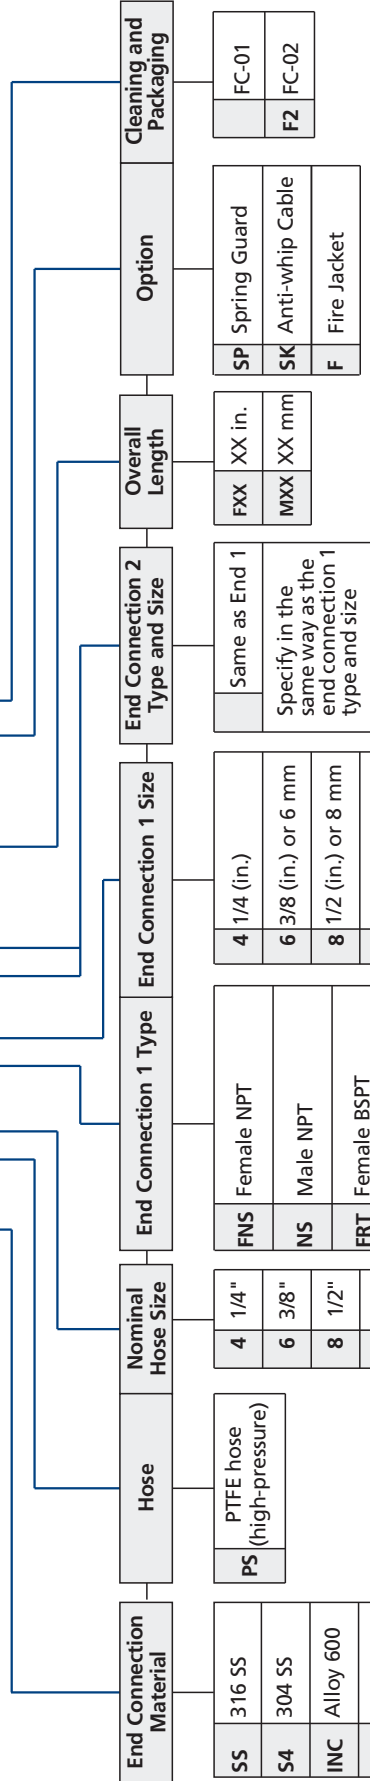 End Connection
Material
SS 316 SS
S4 304 SS
INC Alloy 600
Hose
PS PTFE hose
(high-pressure)
Nominal
Hose Size
4 1/4"
6 3/8"
8 1/2"
End Connection 1 Type
FNS Female NPT
NS Male NPT
FRT Female BSPT
End Connection 1 Size
4 1/4 (in.)
6 3/8 (in.) or 6 mm
8 1/2 (in.) or 8 mm
End Connection 2
Type and Size
Same as End 1
Specify in the
same way as the
end connection 1
type and size
Overall
Length
FXX XX in.
MXX XX mm
Option
SP Spring Guard
SK Anti-whip Cable
F Fire Jacket
Cleaning and
Packaging
FC-01
F2 FC-02